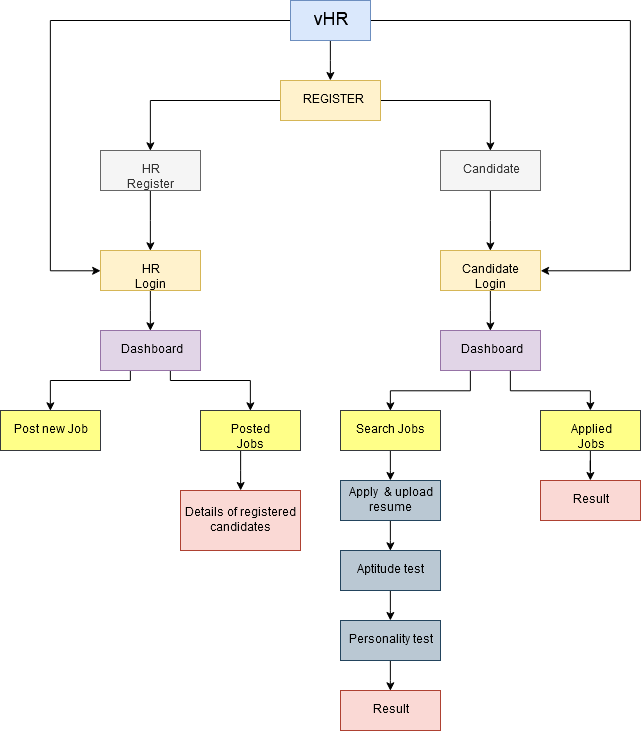 vHR
REGISTER
HR
Register
Candidate
HR
Login
Candidate
Login
Dashboard
Dashboard
Post new Job
Posted
Jobs
Search Jobs
Applied
Jobs
Details of registered
candidates
Apply & upload
resume
Result
Aptitude test
Personality test
Result